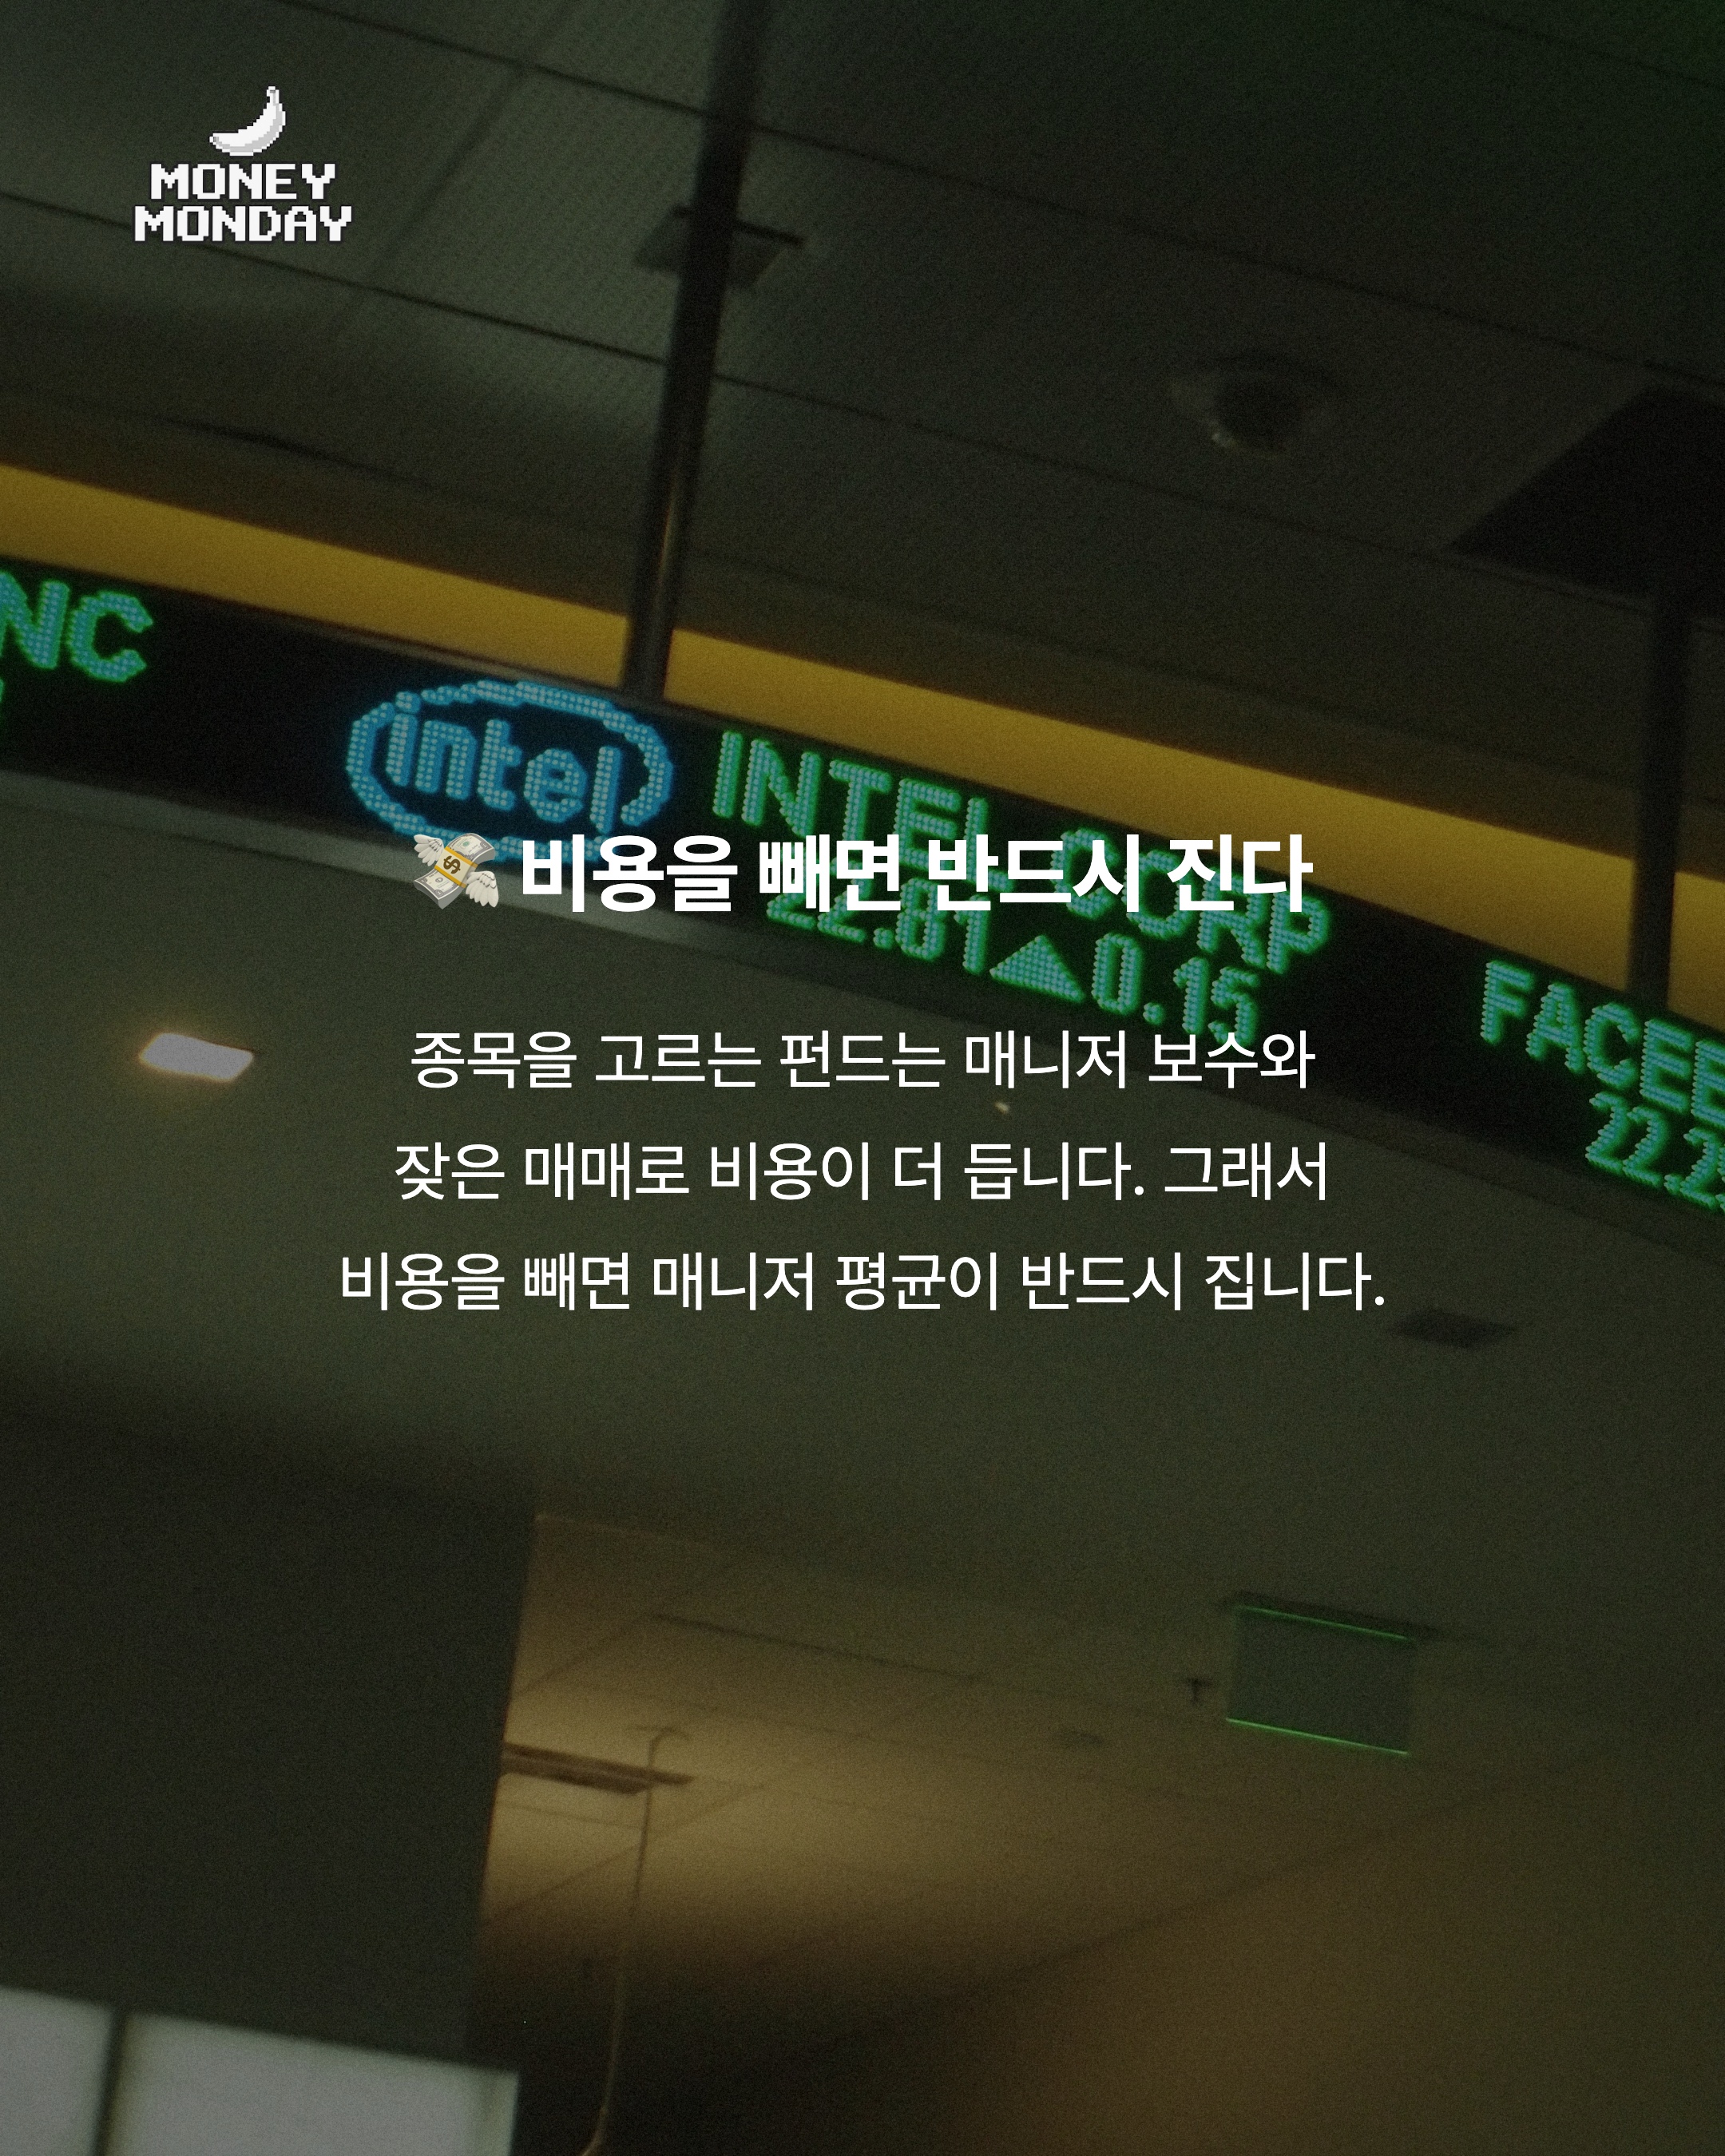 MONEY
MONDAY
NC
intel
INTEL CORP
22.81▲0.15
💸 비용을 빼면 반드시 진다
종목을 고르는 펀드는 매니저 보수와
잦은 매매로 비용이 더 듭니다. 그래서
비용을 빼면 매니저 평균이 반드시 집니다.